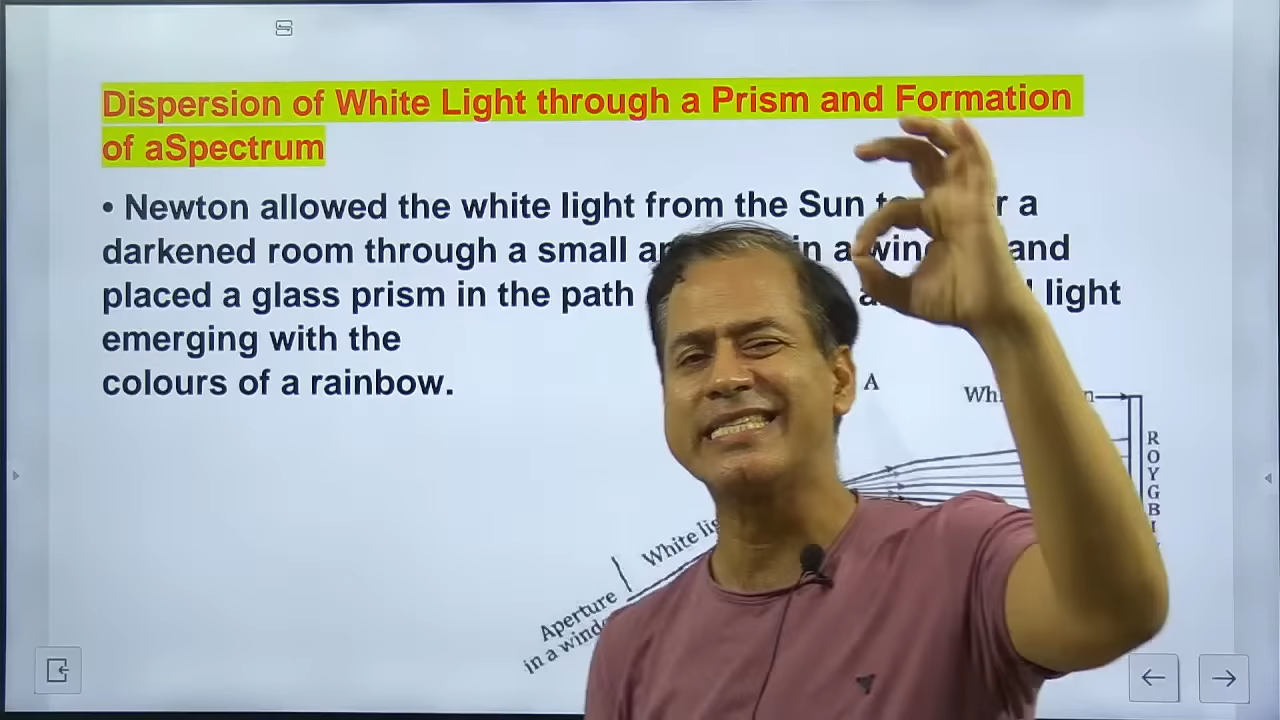 Dispersion of White Light through a Prism and Formation
of aSpectrum
• Newton allowed the white light from the Sun r a
darkened room through a small in a and
placed a glass prism in the path light
emerging with the
colours of a rainbow.
A
R
O
Y
G
B
I
White
Aperture
in a